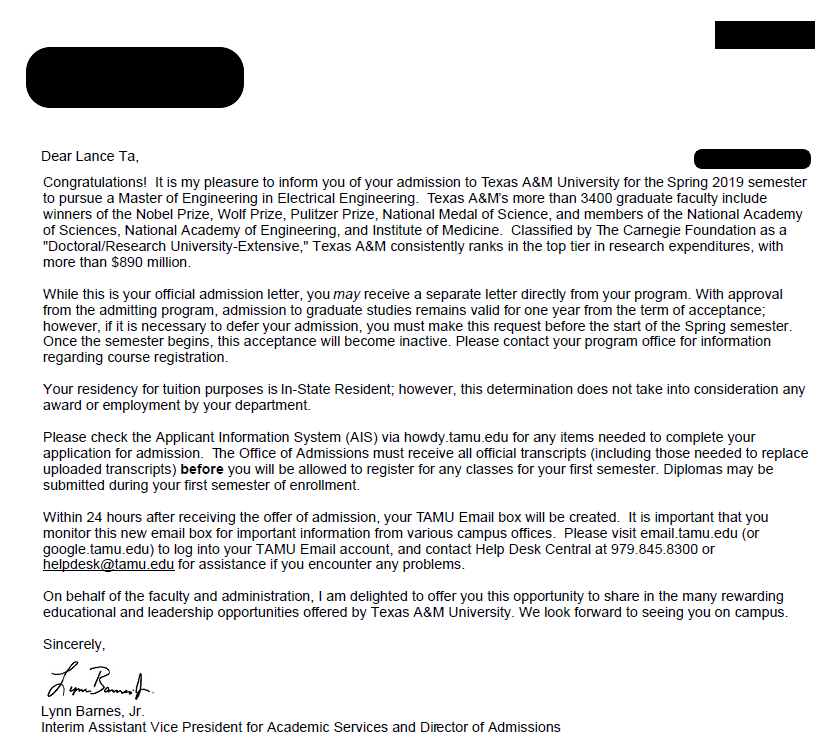 Dear Lance Ta,
Congratulations!  It is my pleasure to inform you of your admission to Texas A&M University for the Spring 2019 semester
to pursue a Master of Engineering in Electrical Engineering.  Texas A&M's more than 3400 graduate faculty include
winners of the Nobel Prize, Wolf Prize, Pulitzer Prize, National Medal of Science, and members of the National Academy
of Sciences, National Academy of Engineering, and Institute of Medicine.  Classified by The Carnegie Foundation as a
"Doctoral/Research University-Extensive," Texas A&M consistently ranks in the top tier in research expenditures, with
more than $890 million.
While this is your official admission letter, you may receive a separate letter directly from your program. With approval
from the admitting program, admission to graduate studies remains valid for one year from the term of acceptance;
however, if it is necessary to defer your admission, you must make this request before the start of the Spring semester.
Once the semester begins, this acceptance will become inactive. Please contact your program office for information
regarding course registration.
Your residency for tuition purposes is In-State Resident; however, this determination does not take into consideration any
award or employment by your department.
Please check the Applicant Information System (AIS) via howdy.tamu.edu for any items needed to complete your
application for admission.  The Office of Admissions must receive all official transcripts (including those needed to replace
uploaded transcripts) before you will be allowed to register for any classes for your first semester. Diplomas may be
submitted during your first semester of enrollment.
Within 24 hours after receiving the offer of admission, your TAMU Email box will be created.  It is important that you
monitor this new email box for important information from various campus offices.  Please visit email.tamu.edu (or
google.tamu.edu) to log into your TAMU Email account, and contact Help Desk Central at 979.845.8300 or
helpdesk@tamu.edu for assistance if you encounter any problems.
On behalf of the faculty and administration, I am delighted to offer you this opportunity to share in the many rewarding
educational and leadership opportunities offered by Texas A&M University. We look forward to seeing you on campus.
Sincerely,
Lynn Barnes Jr.
Lynn Barnes, Jr.
Interim Assistant Vice President for Academic Services and Director of Admissions